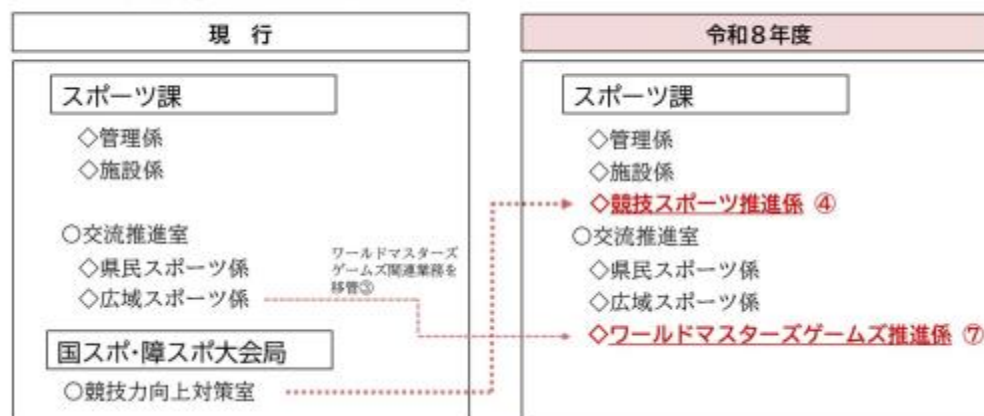 現 行
スポーツ課
◇管理係
◇施設係
○交流推進室
◇県民スポーツ係
◇広域スポーツ係
ワールドマスターズ
ゲームズ関連業務を
移管③
国スポ・障スポ大会局
○競技力向上対策室
令和8年度
スポーツ課
◇管理係
◇施設係
◇競技スポーツ推進係 ④
○交流推進室
◇県民スポーツ係
◇広域スポーツ係
◇ワールドマスターズゲームズ推進係 ⑦